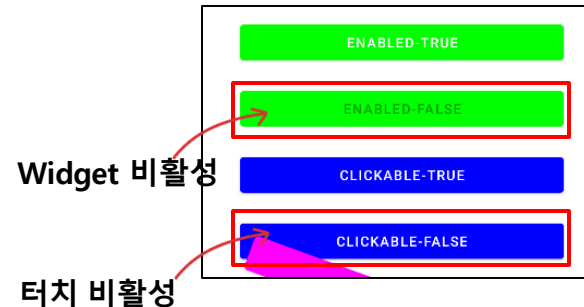 ENABLED-TRUE
ENABLED-FALSE
Widget 비활성
CLICKABLE-TRUE
CLICKABLE-FALSE
터치 비활성